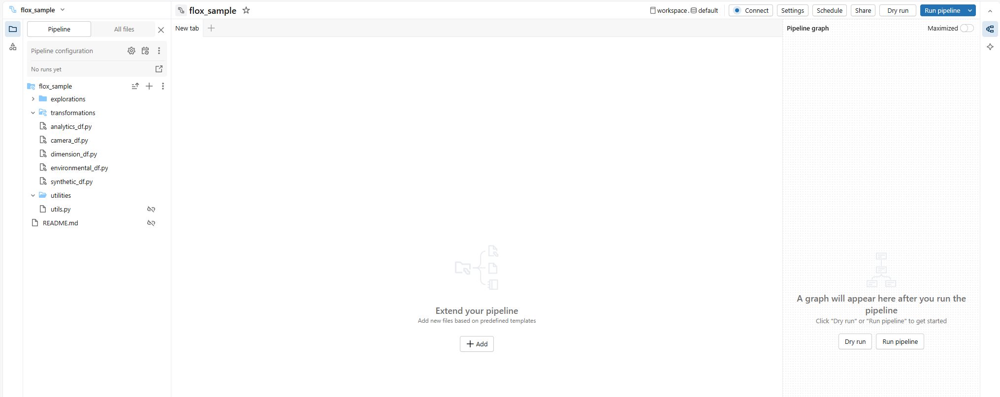 flox_sample
flox_sample
workspace. default
Connect
Settings
Schedule
Share
Dry run
Run pipeline
Pipeline
All files
New tab
Pipeline graph
Maximized
Pipeline configuration
No runs yet
flox_sample
explorations
transformations
analytics_df.py
camera_df.py
dimension_df.py
environmental_df.py
synthetic_df.py
utilities
utils.py
README.md
Extend your pipeline
Add new files based on predefined templates
Add
A graph will appear here after you run the
pipeline
Click "Dry run" or "Run pipeline" to get started
Dry run
Run pipeline